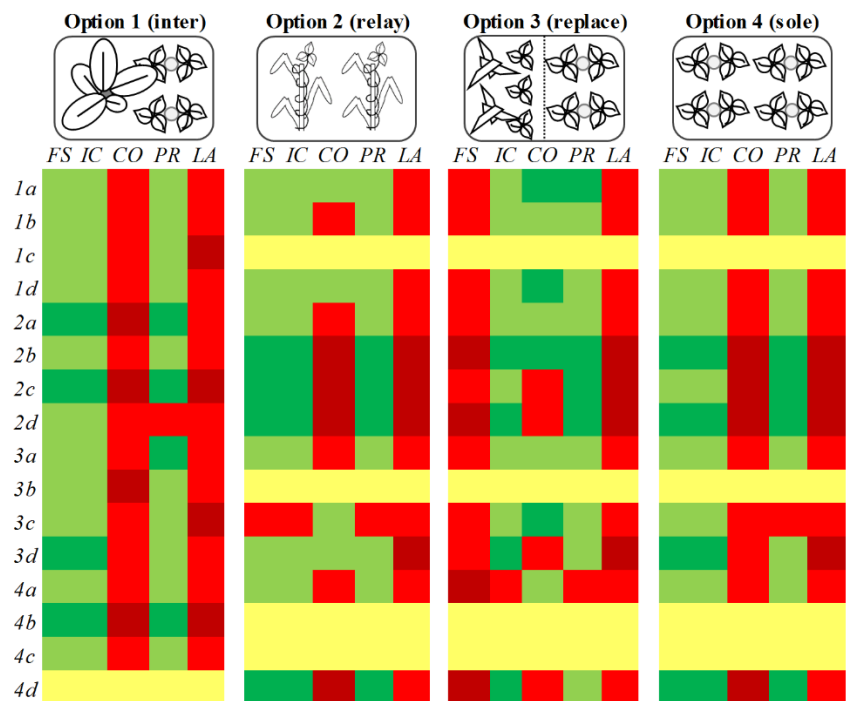 Option 1 (inter) Option 2 (relay) Option 3 (replace) Option 4 (sole)
FS IC CO PR LA FS IC CO PR LA FS IC CO PR LA FS IC CO PR LA
1a
1b
1c
1d
2a
2b
2c
2d
3a
3b
3c
3d
4a
4b
4c
4d